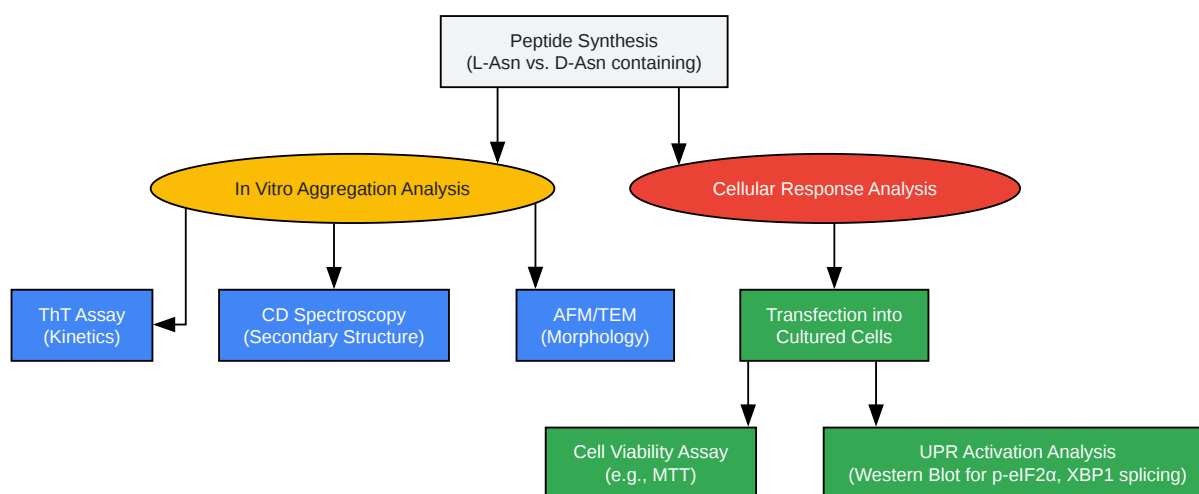 Peptide Synthesis
(L-Asn vs. D-Asn containing)
In Vitro Aggregation Analysis
Cellular Response Analysis
ThT Assay
(Kinetics)
CD Spectroscopy
(Secondary Structure)
AFM/TEM
(Morphology)
Transfection into
Cultured Cells
Cell Viability Assay
(e.g., MTT)
UPR Activation Analysis
(Western Blot for p-eIF2α, XBP1 splicing)